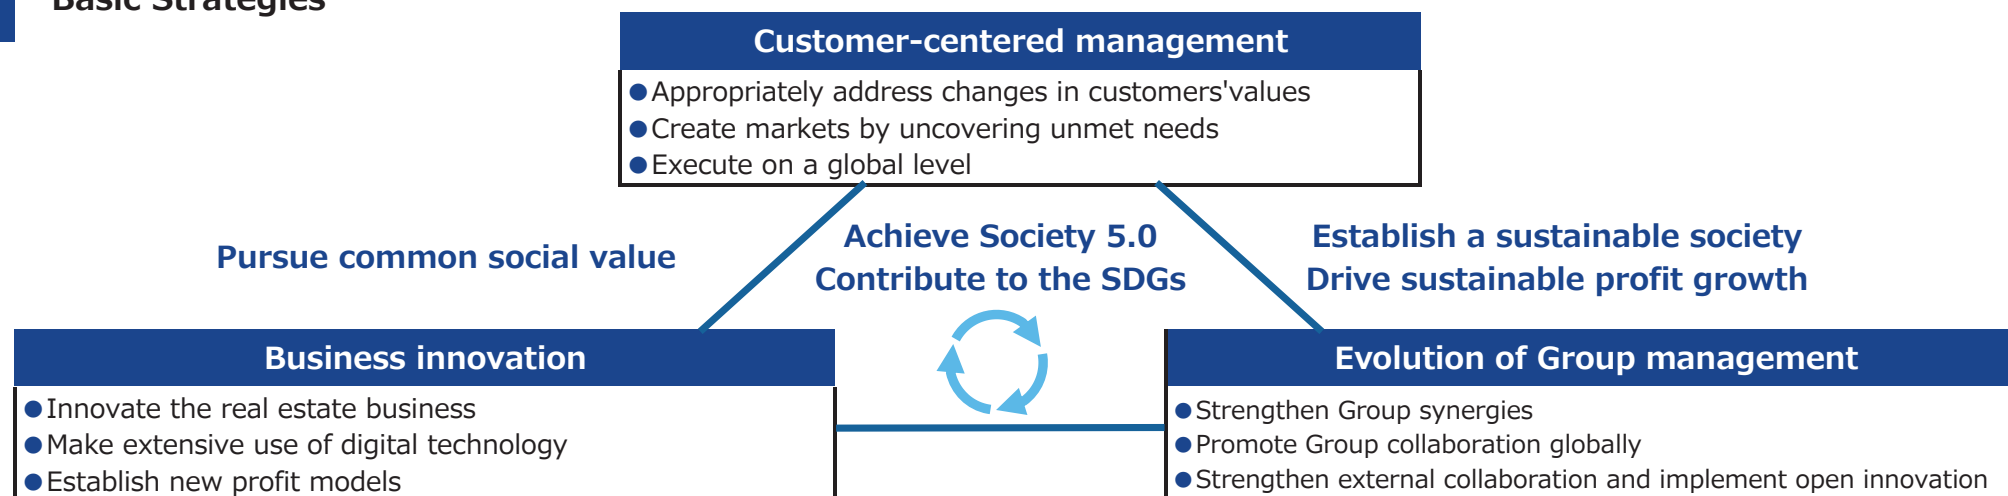 Basic Strategies
Customer-centered management
●Appropriately address changes in customers'values
●Create markets by uncovering unmet needs
●Execute on a global level
Pursue common social value
Achieve Society 5.0
Contribute to the SDGs
Establish a sustainable society
Drive sustainable profit growth
Business innovation
●Innovate the real estate business
●Make extensive use of digital technology
●Establish new profit models
Evolution of Group management
●Strengthen Group synergies
●Promote Group collaboration globally
●Strengthen external collaboration and implement open innovation